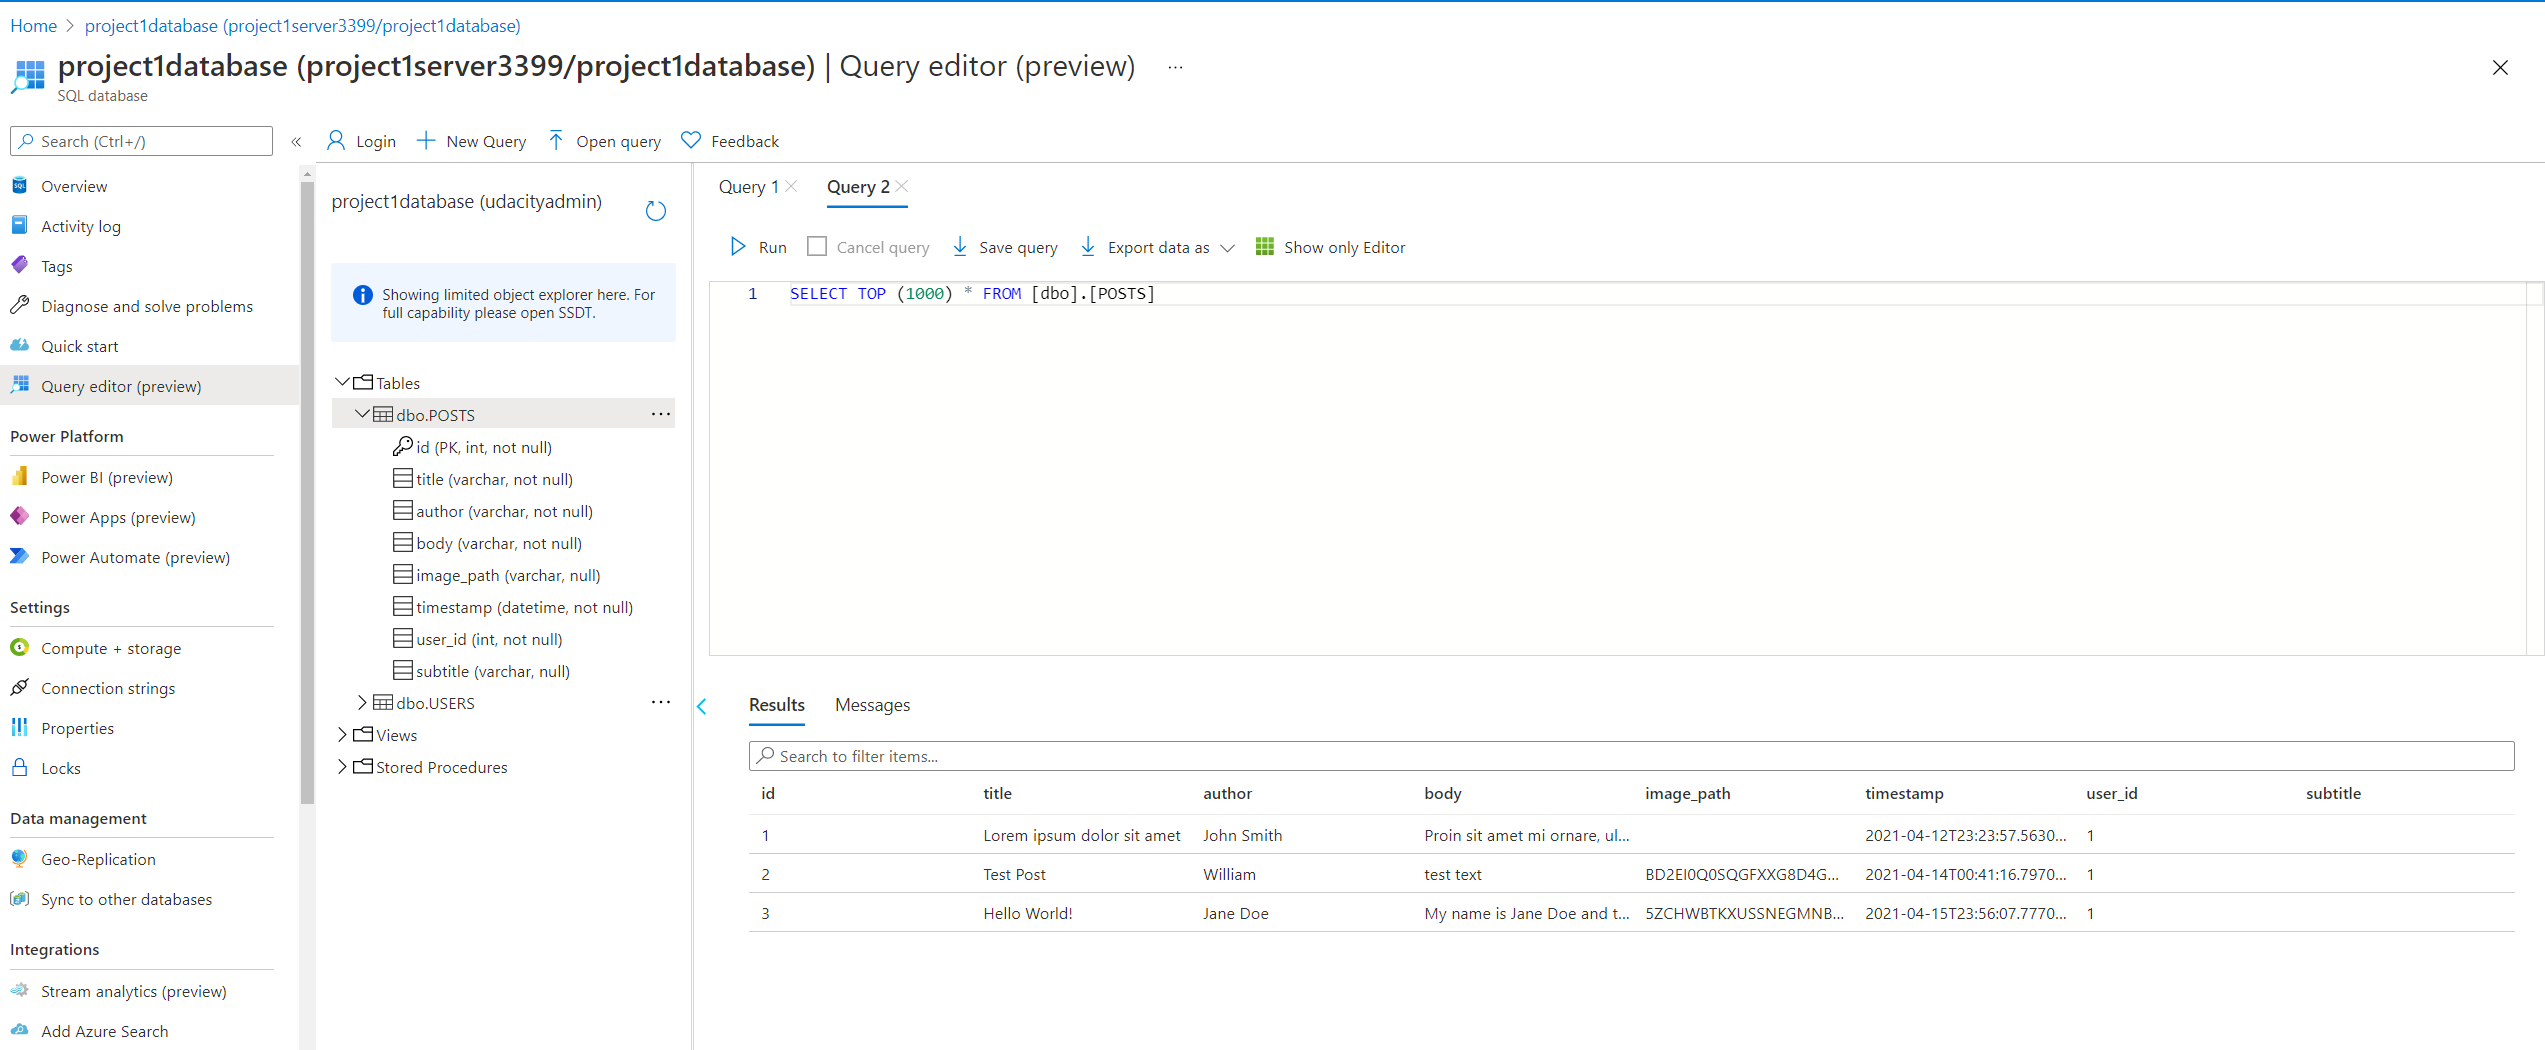 Home > project1database (project1server3399/project1database)
project1database (project1server3399/project1database) | Query editor (preview) ...
SQL database
Search (Ctrl+/)
«
Overview
Activity log
Tags
Diagnose and solve problems
Quick start
Query editor (preview)
Power Platform
Power BI (preview)
Power Apps (preview)
Power Automate (preview)
Settings
Compute + storage
Connection strings
Properties
Locks
Data management
Geo-Replication
Sync to other databases
Integrations
Stream analytics (preview)
Add Azure Search
Login New Query Open query Feedback
project1database (udacityadmin)
Showing limited object explorer here. For
full capability please open SSDT.
Tables
dbo.POSTS ...
id (PK, int, not null)
title (varchar, not null)
author (varchar, not null)
body (varchar, not null)
image_path (varchar, null)
timestamp (datetime, not null)
user_id (int, not null)
subtitle (varchar, null)
dbo.USERS ...
Views
Stored Procedures
Query 1 Query 2
Run Cancel query Save query Export data as Show only Editor
1 SELECT TOP (1000) * FROM [dbo].[POSTS]
Results Messages
Search to filter items...
id title author body image_path timestamp user_id subtitle
1 Lorem ipsum dolor sit amet John Smith Proin sit amet mi ornare, ul... 2021-04-12T23:23:57.5630... 1
2 Test Post William test text BD2EI0Q0SQGFXXG8D4G... 2021-04-14T00:41:16.7970... 1
3 Hello World! Jane Doe My name is Jane Doe and t... 5ZCHWBTKXUSSNEGMNB... 2021-04-15T23:56:07.7770... 1